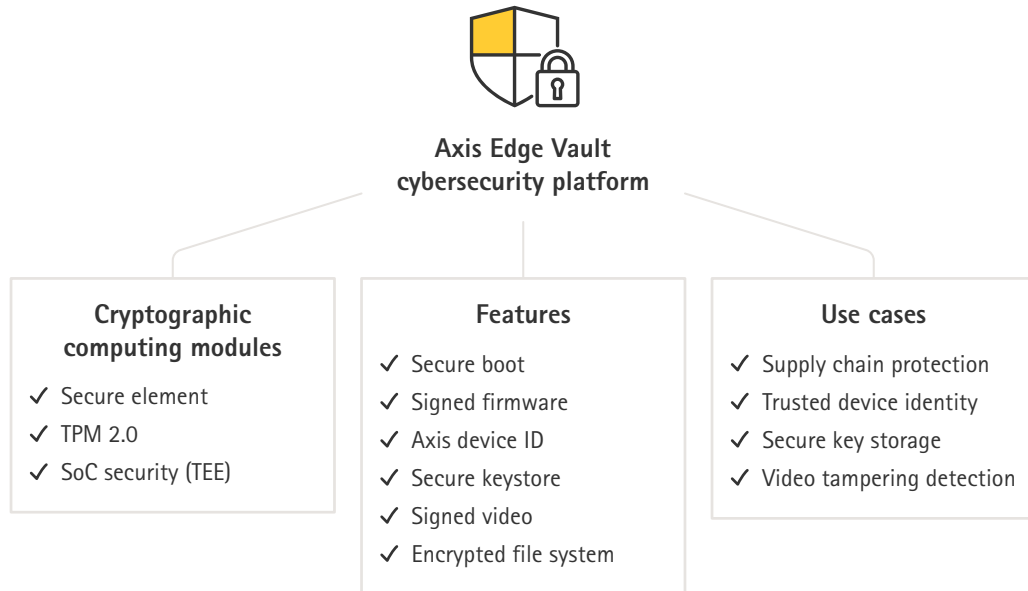 Axis Edge Vault
cybersecurity platform
Cryptographic
computing modules
Secure element
TPM 2.0
SoC security (TEE)
Features
Secure boot
Signed firmware
Axis device ID
Secure keystore
Signed video
Encrypted file system
Use cases
Supply chain protection
Trusted device identity
Secure key storage
Video tampering detection